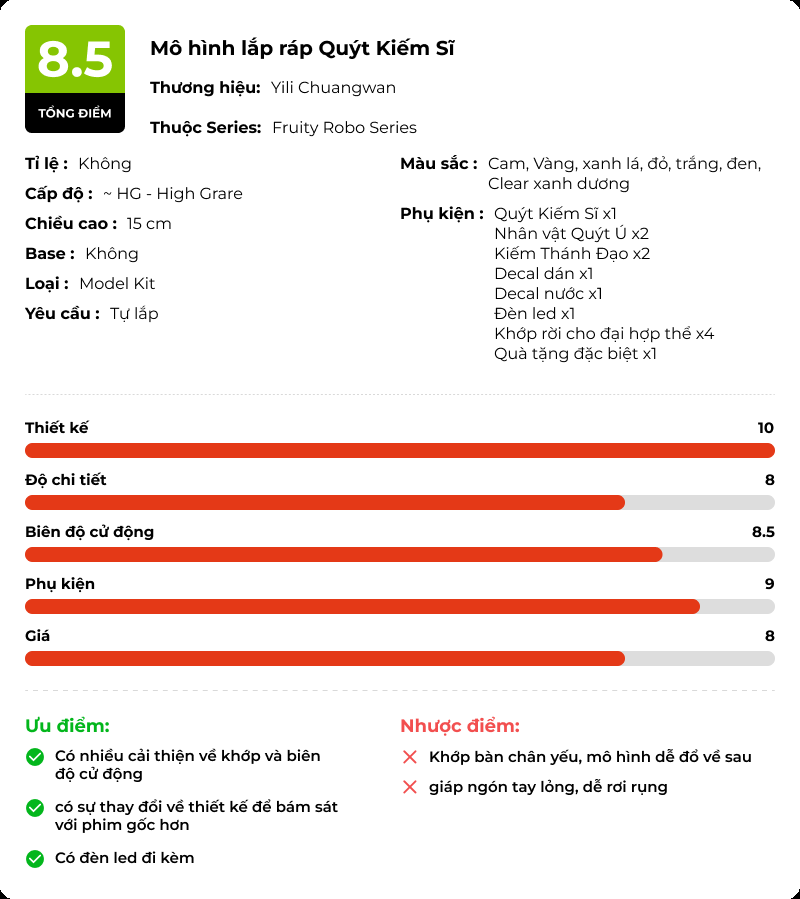 8.5
TỔNG ĐIỂM
Mô hình lắp ráp Quýt Kiếm Sĩ
Thương hiệu: Yili Chuangwan
Thuộc Series: Fruity Robo Series
Tỉ lệ : Không
Cấp độ : ~ HG - High Grare
Chiều cao : 15 cm
Base : Không
Loại : Model Kit
Yêu cầu : Tự lắp
Màu sắc : Cam, Vàng, xanh lá, đỏ, trắng, đen,
Clear xanh dương
Phụ kiện : Quýt Kiếm Sĩ x1
Nhân vật Quýt Ú x2
Kiếm Thánh Đạo x2
Decal dán x1
Decal nước x1
Đèn led x1
Khớp rời cho đại hợp thể x4
Quà tặng đặc biệt x1
Thiết kế 10
Độ chi tiết 8
Biên độ cử động 8.5
Phụ kiện 9
Giá 8
Ưu điểm:
Có nhiều cải thiện về khớp và biên
độ cử động
có sự thay đổi về thiết kế để bám sát
với phim gốc hơn
Có đèn led đi kèm
Nhược điểm:
Khớp bàn chân yếu, mô hình dễ đổ về sau
giáp ngón tay lỏng, dễ rơi rụng